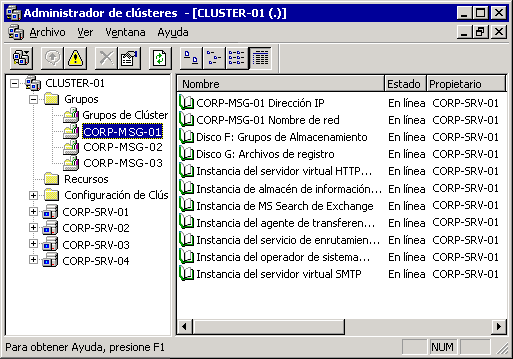 Administrador de clústeres - [CLUSTER-01 (.)]
Archivo Ver Ventana Ayuda
CLUSTER-01
Grupos
Grupos de Clúster
CORP-MSG-01
CORP-MSG-02
CORP-MSG-03
Recursos
Configuración de Clús
CORP-SRV-01
CORP-SRV-02
CORP-SRV-03
CORP-SRV-04
Nombre Estado Propietario
CORP-MSG-01 Dirección IP En línea CORP-SRV-01
CORP-MSG-01 Nombre de red En línea CORP-SRV-01
Disco F: Grupos de Almacenamiento En línea CORP-SRV-01
Disco G: Archivos de registro En línea CORP-SRV-01
Instancia del servidor virtual HTTP... En línea CORP-SRV-01
Instancia de almacén de información... En línea CORP-SRV-01
Instancia de MS Search de Exchange En línea CORP-SRV-01
Instancia del agente de transferen... En línea CORP-SRV-01
Instancia del servicio de enrutamien... En línea CORP-SRV-01
Instancia del operador de sistema... En línea CORP-SRV-01
Instancia del servidor virtual SMTP En línea CORP-SRV-01
Para obtener Ayuda, presione F1 NUM